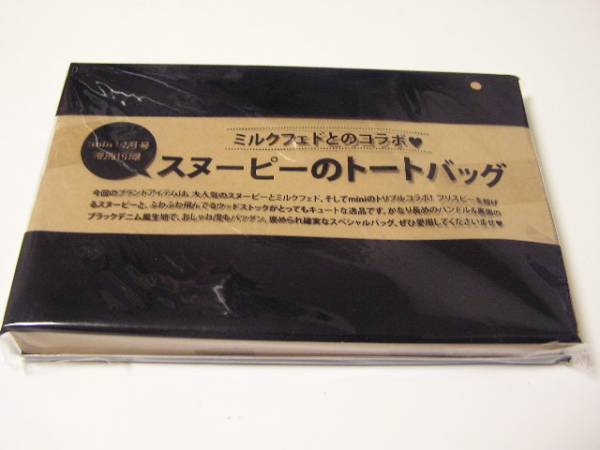 mini 12月号
特別付録
ミルクフェドとのコラボ♥
スヌーピーのトートバッグ
今回のブランドアイテムは、大人気のスヌーピーとミルクフェド、そしてminiのトリプルコラボ！フリスビーを投げ
るスヌーピーと、ふわふわ飛んでるウッドストックがとってもキュートな逸品です。かなり長めのハンドル&裏面の
ブラックデニム風生地で、おしゃれ度もバツグン。褒められ確実なスペシャルバッグ、ぜひ愛用してくださいませ♥